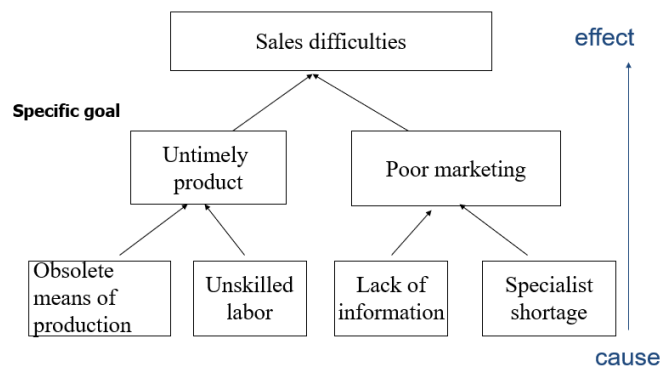 Sales difficulties
effect
Specific goal
Untimely
product
Poor marketing
Obsolete
means of
production
Unskilled
labor
Lack of
information
Specialist
shortage
cause